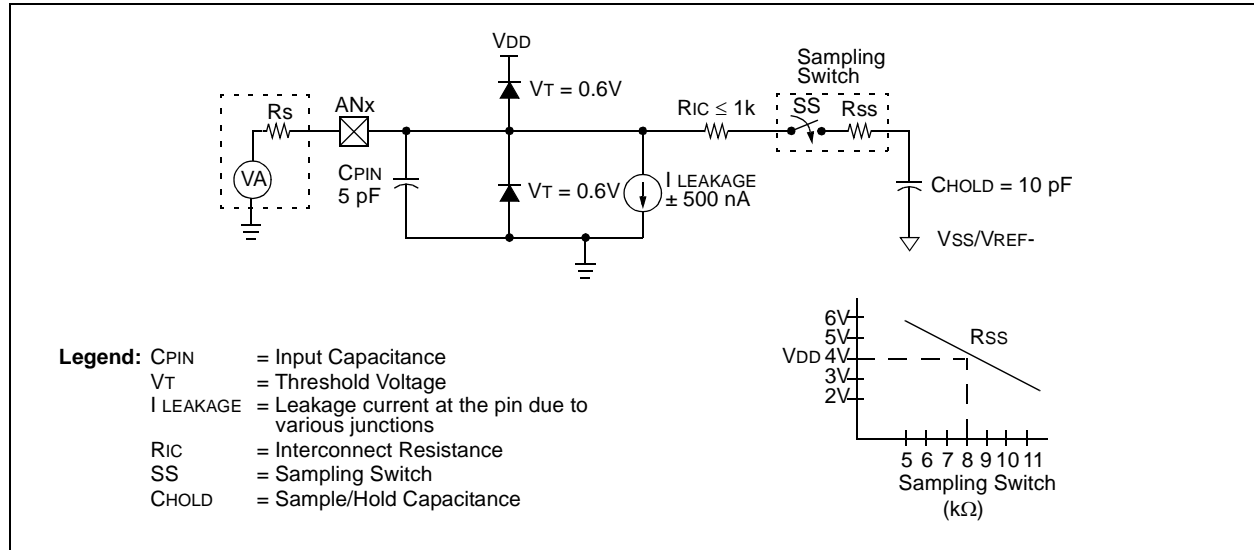 VDD
Sampling
Switch
VT = 0.6V
RS
ANx
RIC ≤ 1k
SS
RSS
VA
CPIN
5 pF
VT = 0.6V
I LEAKAGE
± 500 nA
CHOLD = 10 pF
VSS/VREF-
Legend: CPIN = Input Capacitance
VT = Threshold Voltage
I LEAKAGE = Leakage current at the pin due to
various junctions
RIC = Interconnect Resistance
SS = Sampling Switch
CHOLD = Sample/Hold Capacitance
6V
5V
VDD 4V
3V
2V
RSS
5 6 7 8 9 10 11
Sampling Switch
(kΩ)